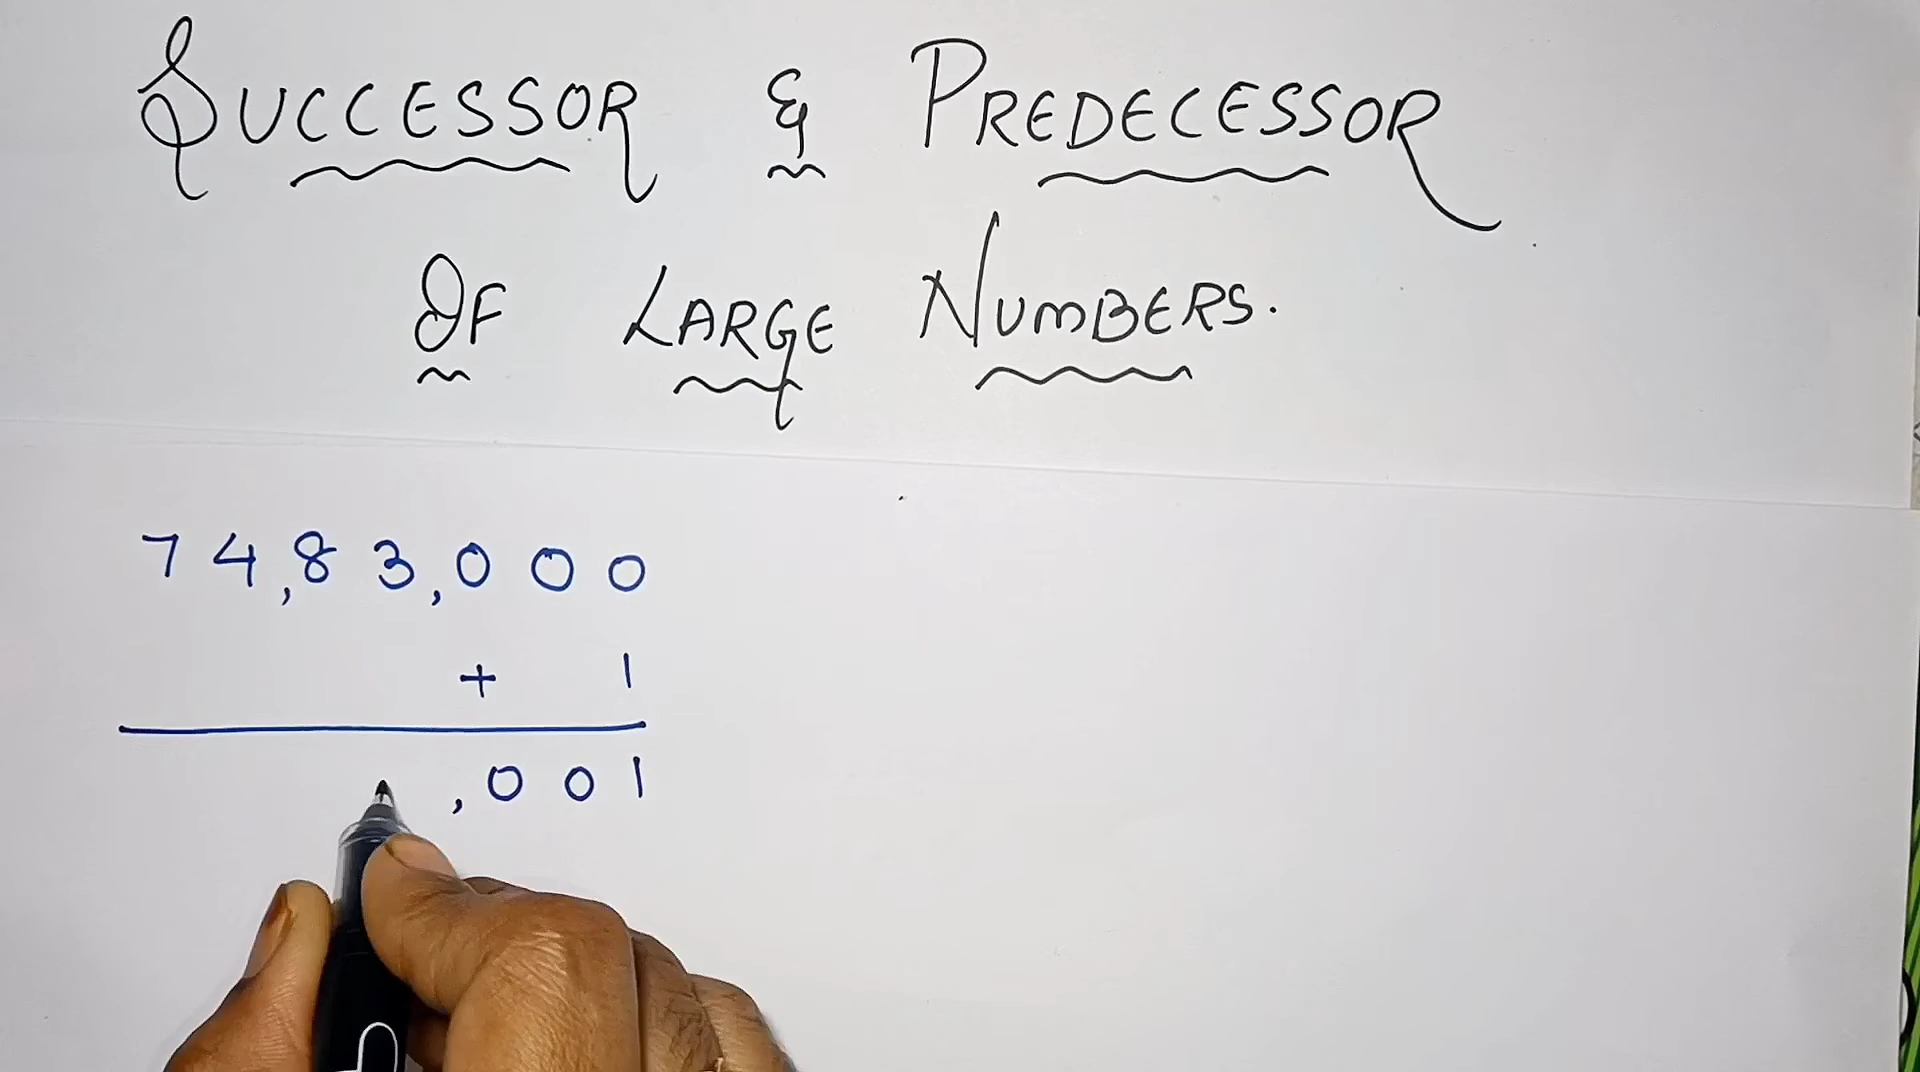 SUCCESSOR & PREDECESSOR
OF LARGE NUMBERS.
74,83,000
+ 1
,001